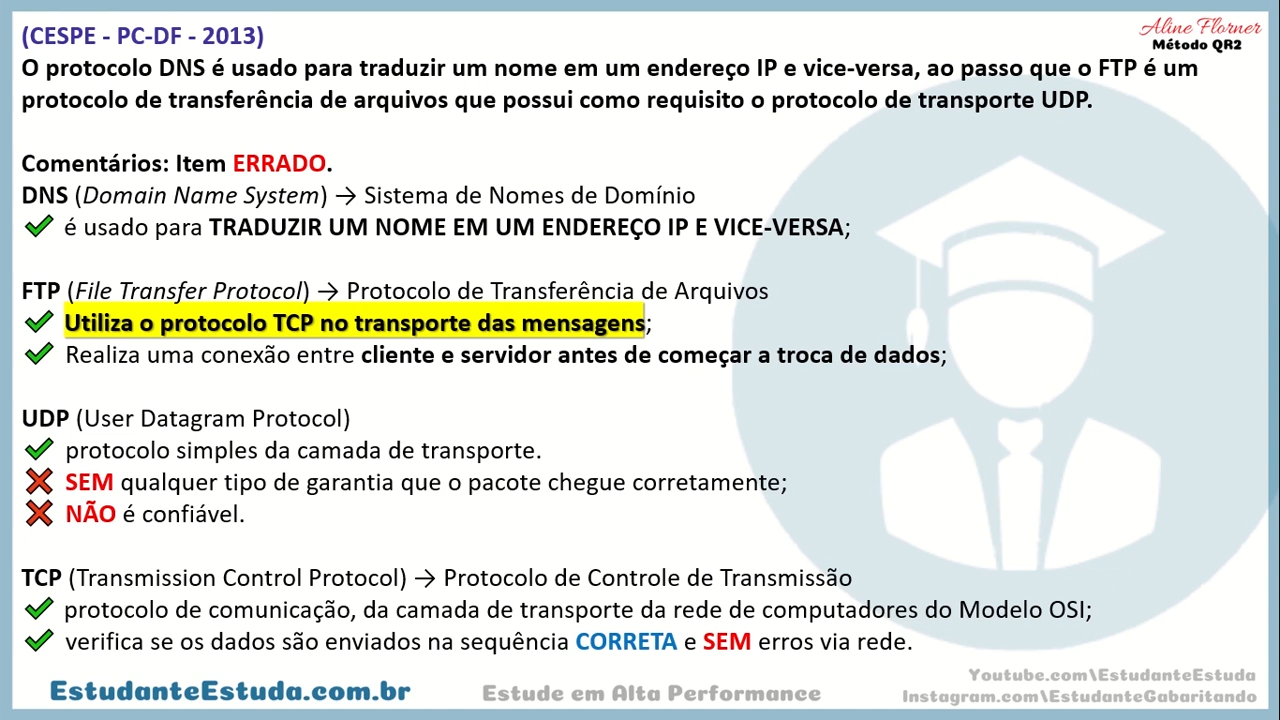 (CESPE - PC-DF - 2013)
Aline Florner
Método QR2
O protocolo DNS é usado para traduzir um nome em um endereço IP e vice-versa, ao passo que o FTP é um
protocolo de transferência de arquivos que possui como requisito o protocolo de transporte UDP.
Comentários: Item ERRADO.
DNS (Domain Name System) → Sistema de Nomes de Domínio
é usado para TRADUZIR UM NOME EM UM ENDEREÇO IP E VICE-VERSA;
FTP (File Transfer Protocol) → Protocolo de Transferência de Arquivos
Utiliza o protocolo TCP no transporte das mensagens;
Realiza uma conexão entre cliente e servidor antes de começar a troca de dados;
UDP (User Datagram Protocol)
protocolo simples da camada de transporte.
SEM qualquer tipo de garantia que o pacote chegue corretamente;
NÃO é confiável.
TCP (Transmission Control Protocol) → Protocolo de Controle de Transmissão
protocolo de comunicação, da camada de transporte da rede de computadores do Modelo OSI;
verifica se os dados são enviados na sequência CORRETA e SEM erros via rede.
EstudanteEstuda.com.br
Estude em Alta Performance
Youtube.com\EstudanteEstuda
Instagram.com\EstudanteGabaritando